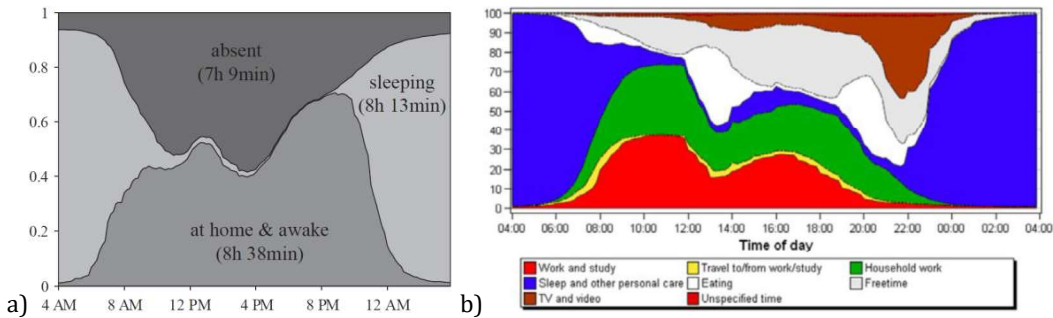 1
0.8
0.6
0.4
0.2
0
absent
(7h 9min)
sleeping
(8h 13min)
at home & awake
(8h 38min)
4 AM 8 AM 12 PM 4 PM 8 PM 12 AM
a)
100
90
80
70
60
50
40
30
20
10
0
04:00 06:00 08:00 10:00 12:00 14:00 16:00 18:00 20:00 22:00 00:00 02:00 04:00
Time of day
b)
Work and study Travel to/from work/study Household work
Sleep and other personal care Eating Freetime
TV and video Unspecified time